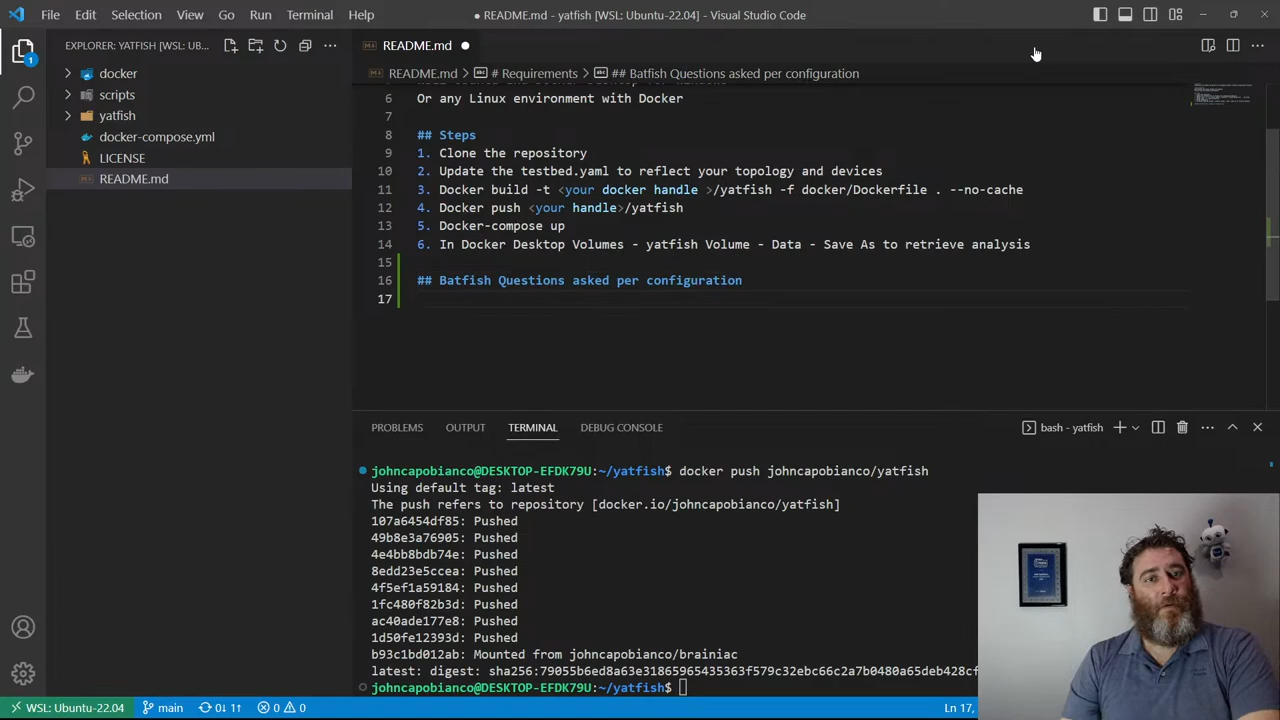 File Edit Selection View Go Run Terminal Help
● README.md - yatfish [WSL: Ubuntu-22.04] - Visual Studio Code
EXPLORER: YATFISH [WSL: UB...
README.md
README.md > # Requirements > ## Batfish Questions asked per configuration
1
docker
scripts
yatfish
docker-compose.yml
LICENSE
README.md
6 Or any Linux environment with Docker
7
8 ## Steps
9 1. Clone the repository
10 2. Update the testbed.yaml to reflect your topology and devices
11 3. Docker build -t <your docker handle >/yatfish -f docker/Dockerfile . --no-cache
12 4. Docker push <your handle>/yatfish
13 5. Docker-compose up
14 6. In Docker Desktop Volumes - yatfish Volume - Data - Save As to retrieve analysis
15
16 ## Batfish Questions asked per configuration
17
PROBLEMS OUTPUT TERMINAL DEBUG CONSOLE
bash - yatfish
johncapobianco@DESKTOP-EFDK79U:~/yatfish$ docker push johncapobianco/yatfish
Using default tag: latest
The push refers to repository [docker.io/johncapobianco/yatfish]
107a6454df85: Pushed
49b8e3a76905: Pushed
4e4bb8bdb74e: Pushed
8edd23e5ccea: Pushed
4f5ef1a59184: Pushed
1fc480f82b3d: Pushed
ac40ade177e8: Pushed
1d50fe12393d: Pushed
b93c1bd012ab: Mounted from johncapobianco/brainiac
latest: digest: sha256:79055b6ed8a63e31865965435363f579c32ebc66c2a7b0480a65deb428cf
johncapobianco@DESKTOP-EFDK79U:~/yatfish$
WSL: Ubuntu-22.04 main 0↓ 1↑ 0 0 Ln 17,